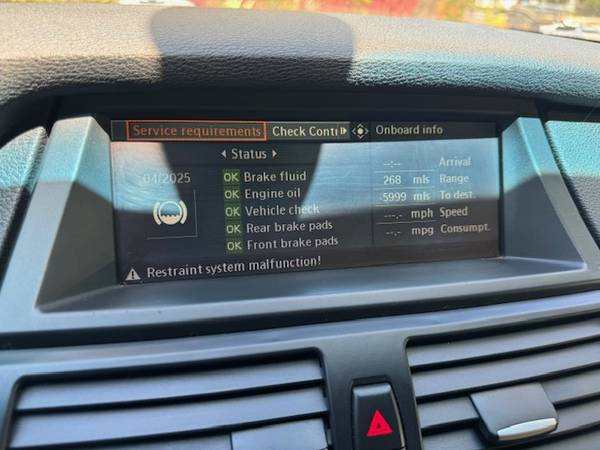 Service requirements Check Contr Onboard info
Status
04/2025
OK Brake fluid
OK Engine oil
OK Vehicle check
OK Rear brake pads
OK Front brake pads
--:-- Arrival
268 mls Range
-5999 mls To dest.
---.- mph Speed
--.- mpg Consumpt.
Restraint system malfunction!